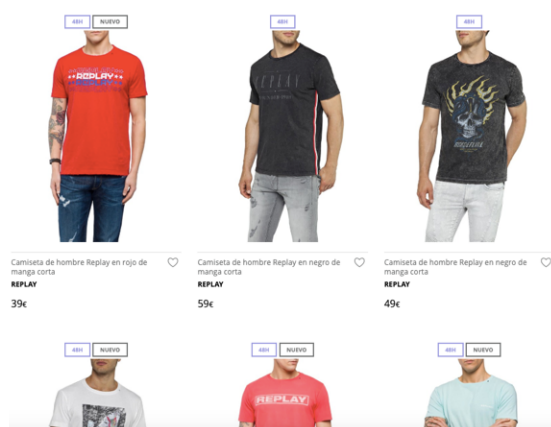 48H NUEVO
48H
48H
REPLAY
REPLAY
Camiseta de hombre Replay en rojo de
manga corta
REPLAY
39€
Camiseta de hombre Replay en negro de
manga corta
REPLAY
59€
Camiseta de hombre Replay en negro de
manga corta
REPLAY
49€
48H NUEVO
48H NUEVO
48H NUEVO
REPLAY